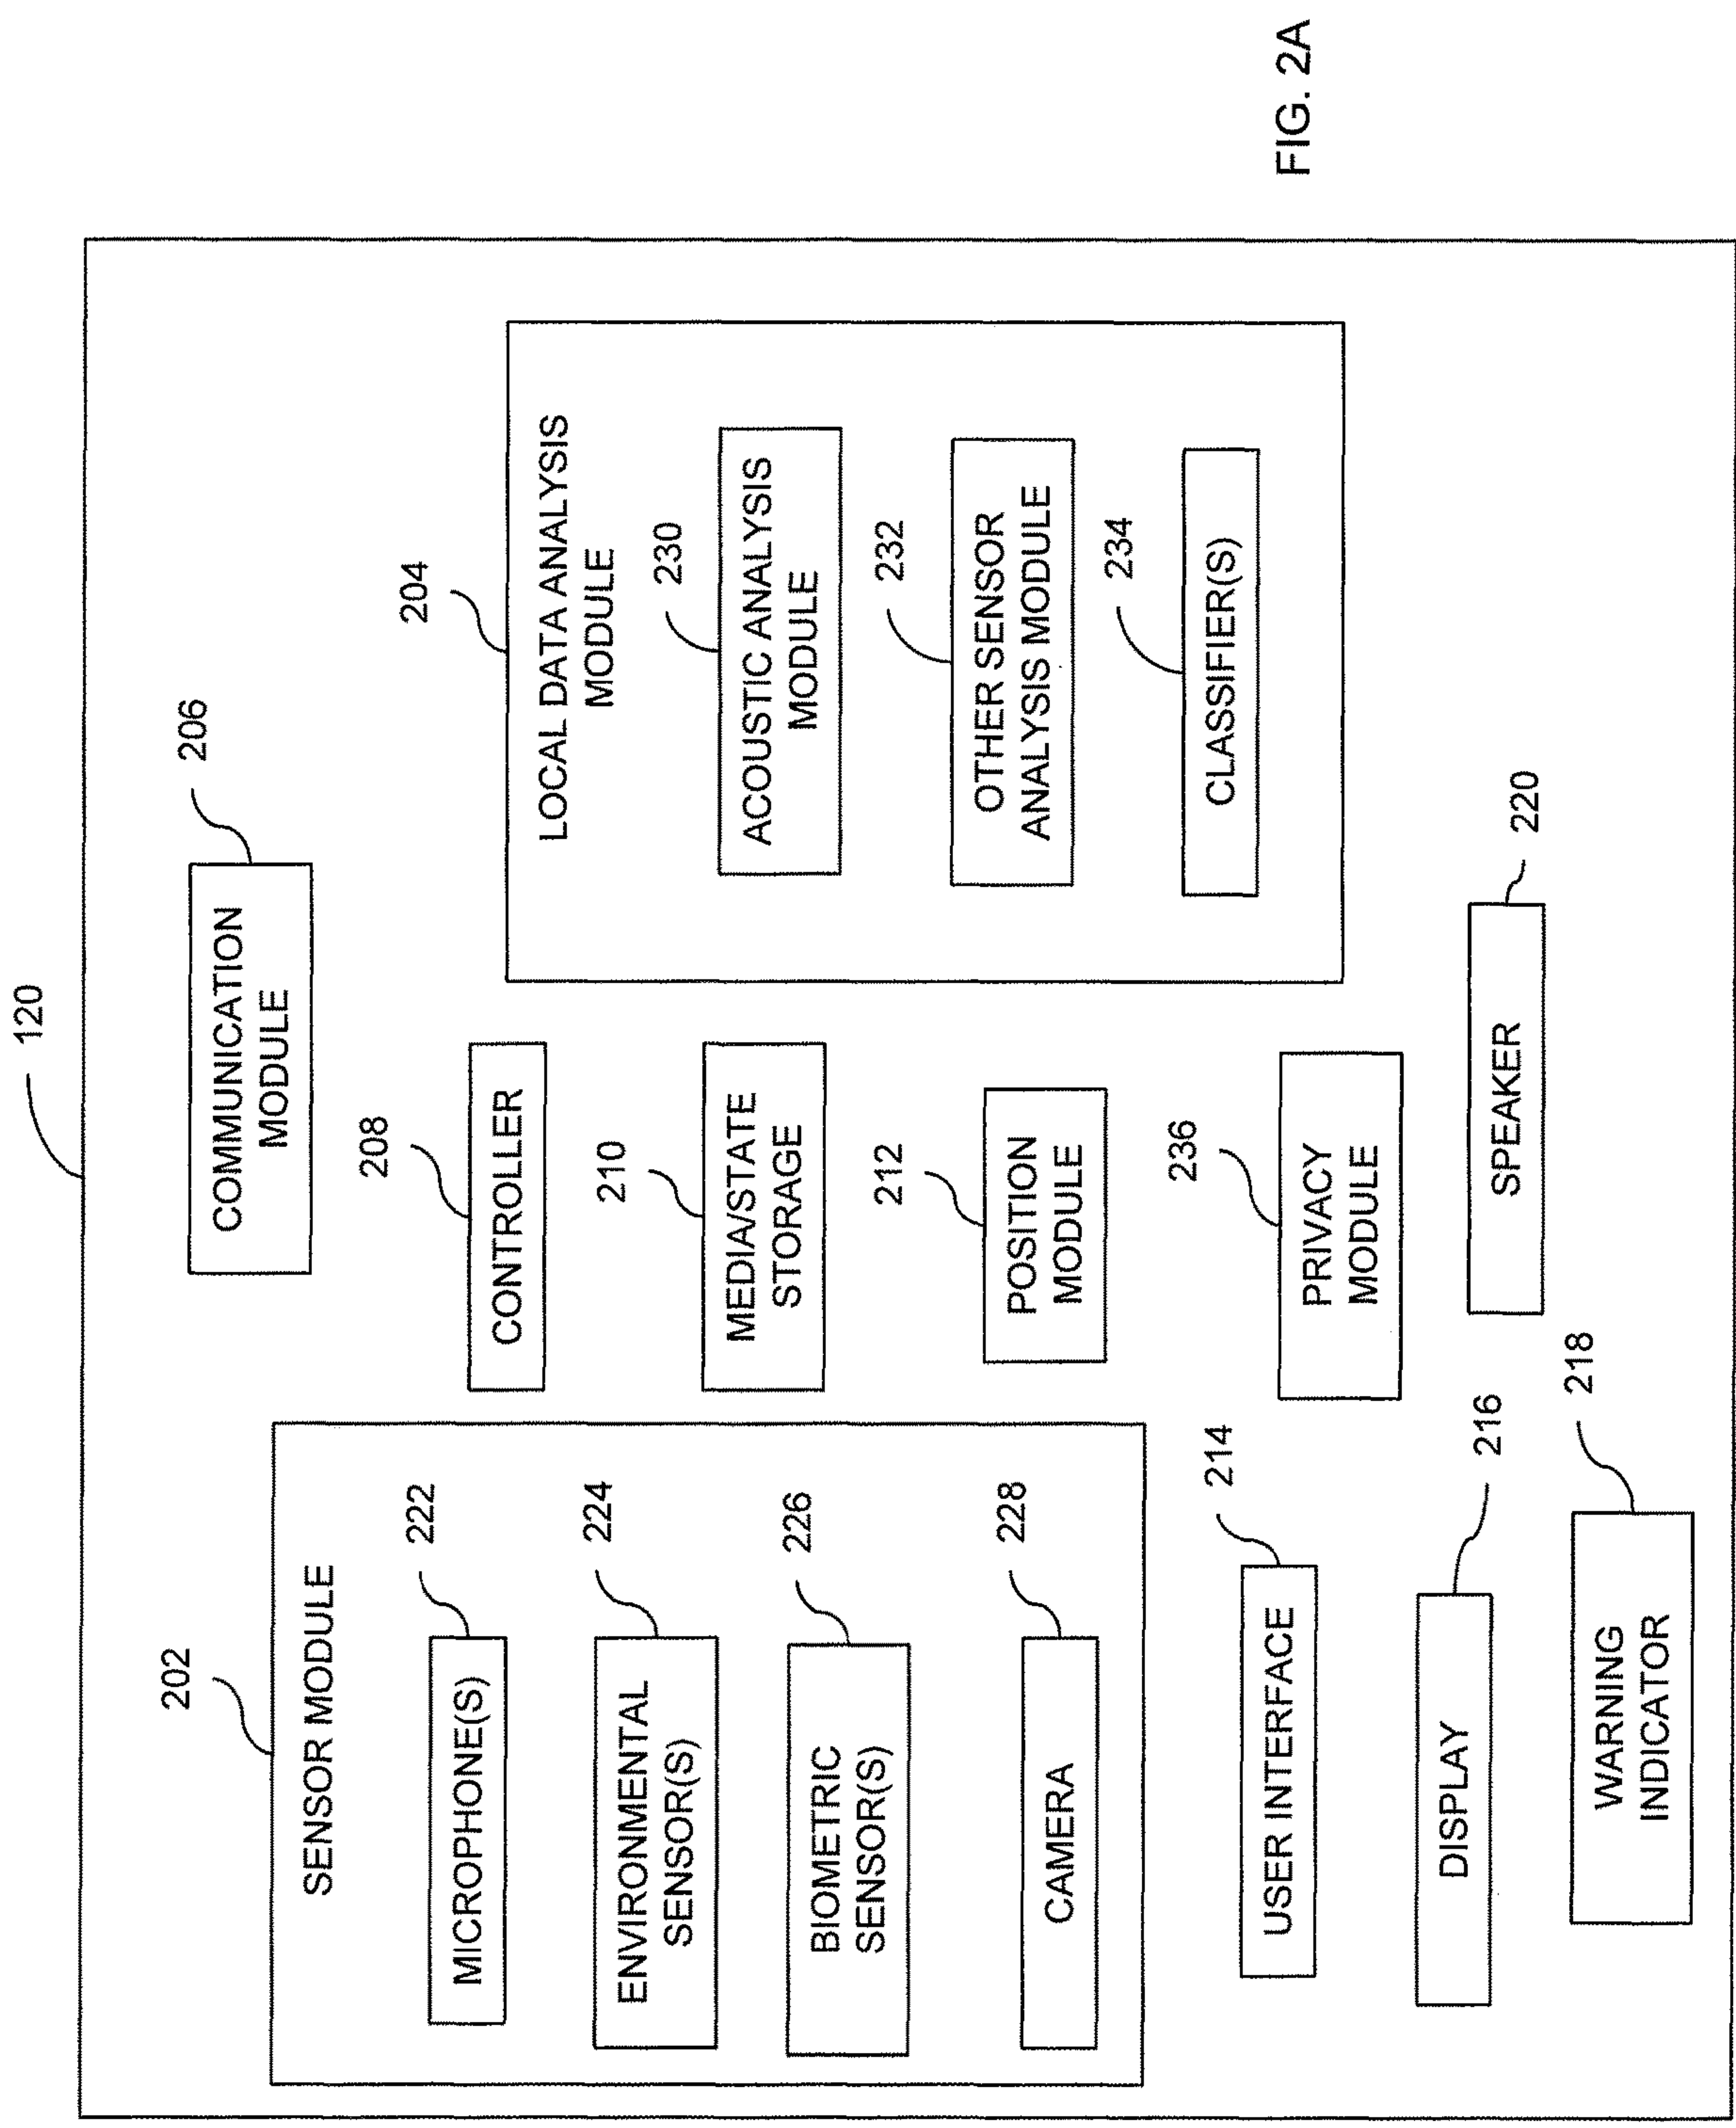 120
COMMUNICATION
MODULE
206
202
SENSOR MODULE
MICROPHONE(S)
222
ENVIRONMENTAL
SENSOR(S)
224
BIOMETRIC
SENSOR(S)
226
CAMERA
228
CONTROLLER
208
MEDIA/STATE
STORAGE
210
POSITION
MODULE
212
PRIVACY
MODULE
236
204
LOCAL DATA ANALYSIS
MODULE
ACOUSTIC ANALYSIS
MODULE
230
OTHER SENSOR
ANALYSIS MODULE
232
CLASSIFIER(S)
234
USER INTERFACE
214
DISPLAY
216
WARNING
INDICATOR
218
SPEAKER
220
FIG. 2A